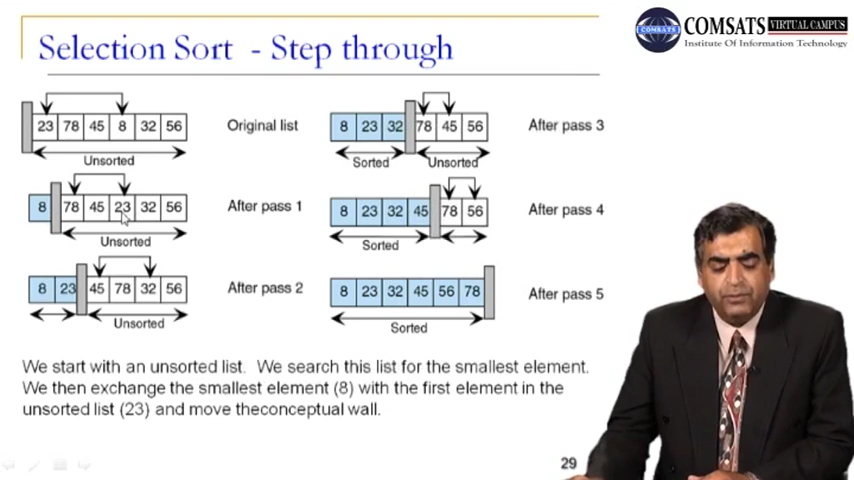 Selection Sort - Step through
COMSATS VIRTUAL CAMPUS
Institute Of Information Technology
COMSATS
23 78 45 8 32 56
Original list
Unsorted
8 78 45 23 32 56
After pass 1
Unsorted
8 23 45 78 32 56
After pass 2
Unsorted
8 23 32 78 45 56
After pass 3
Sorted Unsorted
8 23 32 45 78 56
After pass 4
Sorted
8 23 32 45 56 78
After pass 5
Sorted
We start with an unsorted list. We search this list for the smallest element.
We then exchange the smallest element (8) with the first element in the
unsorted list (23) and move theconceptual wall.
29